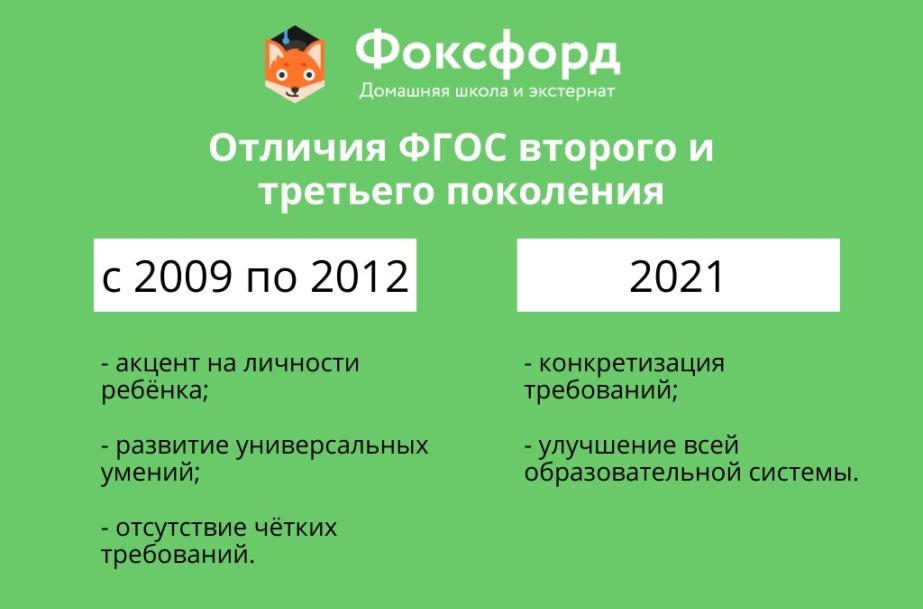 Фоксфорд
Домашняя школа и экстернат
Отличия ФГОС второго и
третьего поколения
с 2009 по 2012
- акцент на личности
ребёнка;
- развитие универсальных
умений;
- отсутствие чётких
требований.
2021
- конкретизация
требований;
- улучшение всей
образовательной системы.